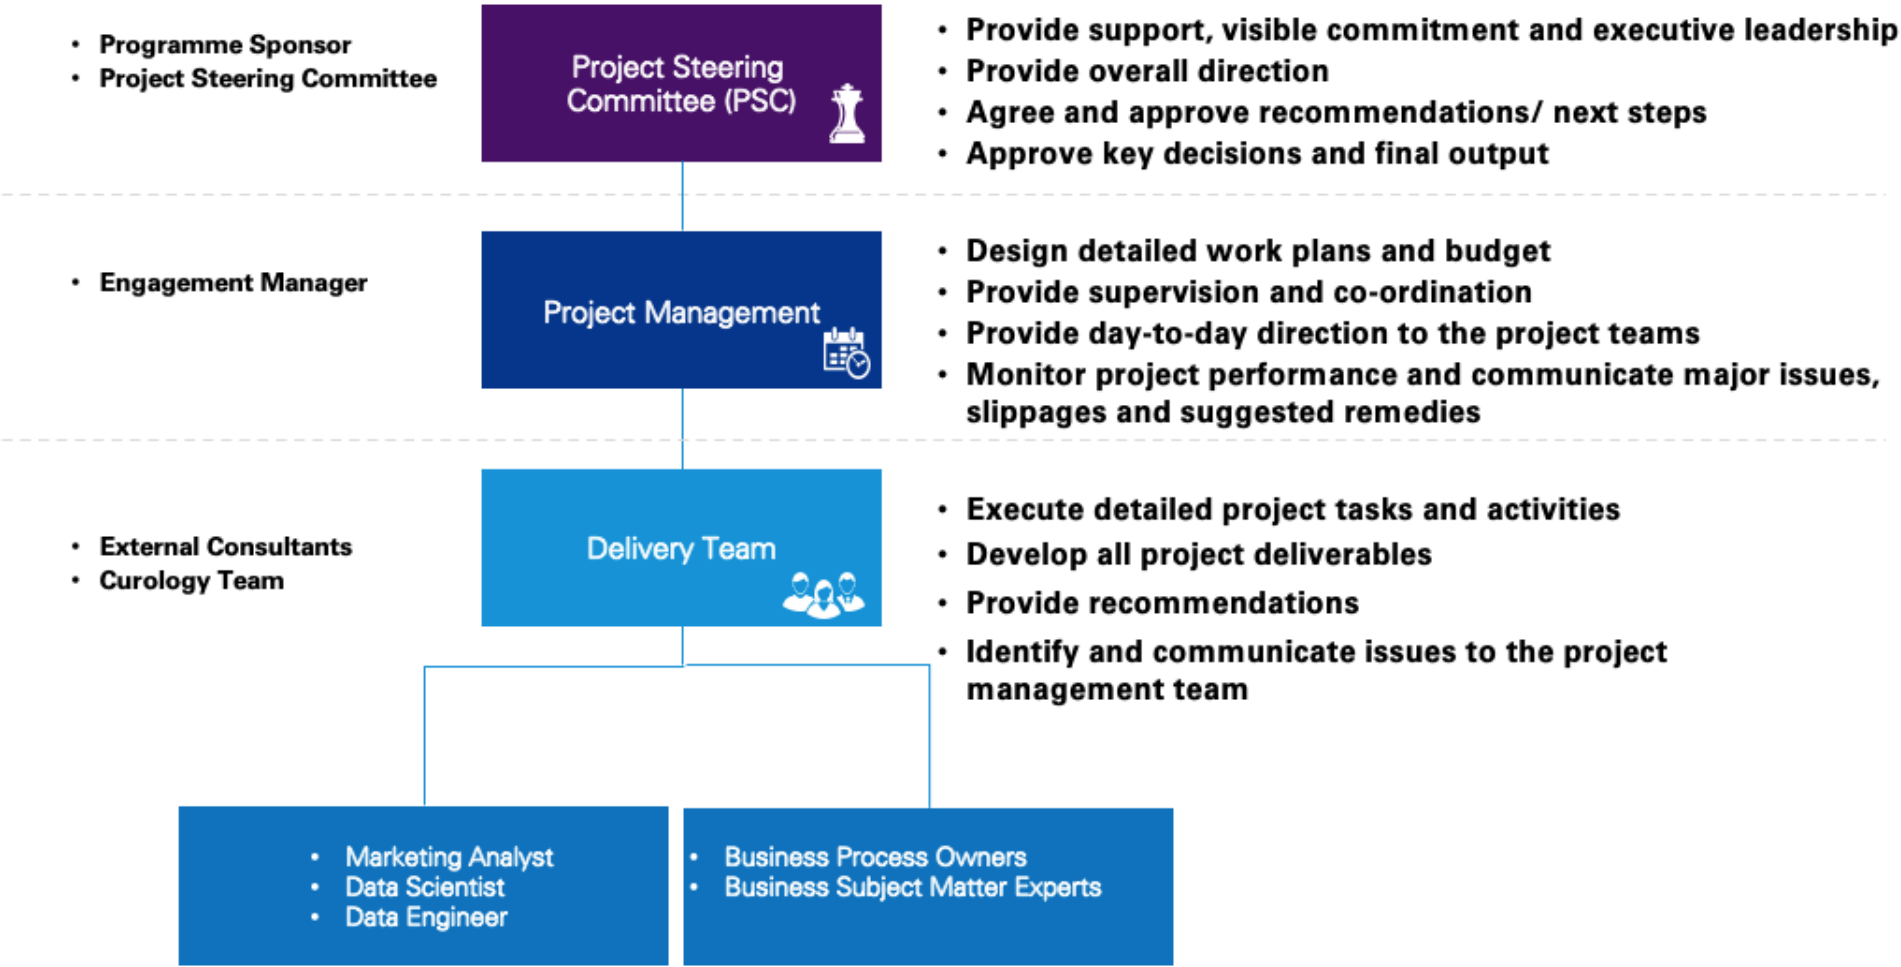 • Programme Sponsor
• Project Steering Committee
Project Steering
Committee (PSC)
• Provide support, visible commitment and executive leadership
• Provide overall direction
• Agree and approve recommendations/ next steps
• Approve key decisions and final output
• Engagement Manager
Project Management
• Design detailed work plans and budget
• Provide supervision and co-ordination
• Provide day-to-day direction to the project teams
• Monitor project performance and communicate major issues,
slippages and suggested remedies
• External Consultants
• Curology Team
Delivery Team
• Execute detailed project tasks and activities
• Develop all project deliverables
• Provide recommendations
• Identify and communicate issues to the project
management team
• Marketing Analyst
• Data Scientist
• Data Engineer
• Business Process Owners
• Business Subject Matter Experts